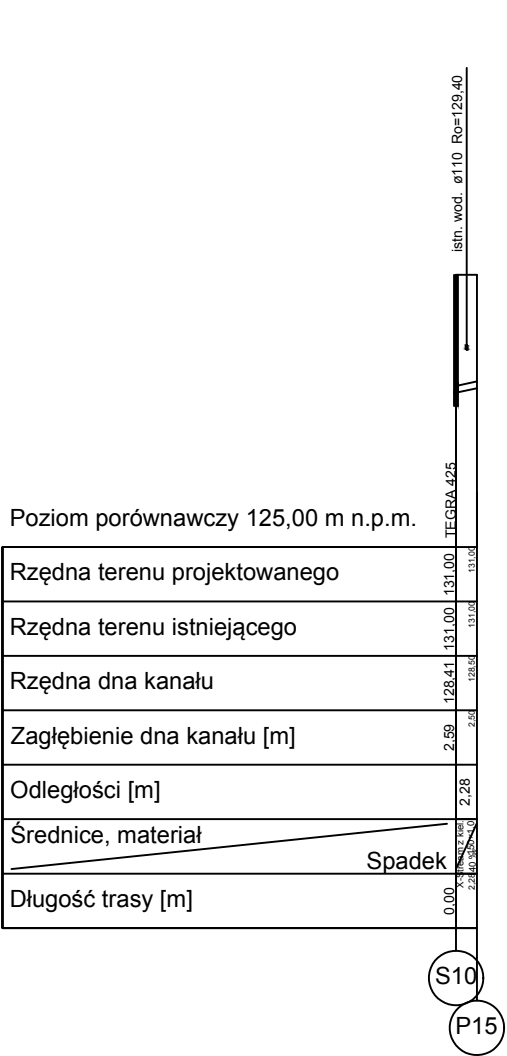 istn. wod. ø110 Ro=129,40
TEGRA 425
Poziom porównawczy 125,00 m n.p.m.
Rzędna terenu projektowanego 131,00 131,00
Rzędna terenu istniejącego 131,00 131,00
Rzędna dna kanału 128,41 128,50
Zagłębienie dna kanału [m] 2,59 2,50
Odległości [m] 2,28
Średnice, materiał
Spadek
X-Stream z kiel.
Długość trasy [m] 0,00
S10
P15